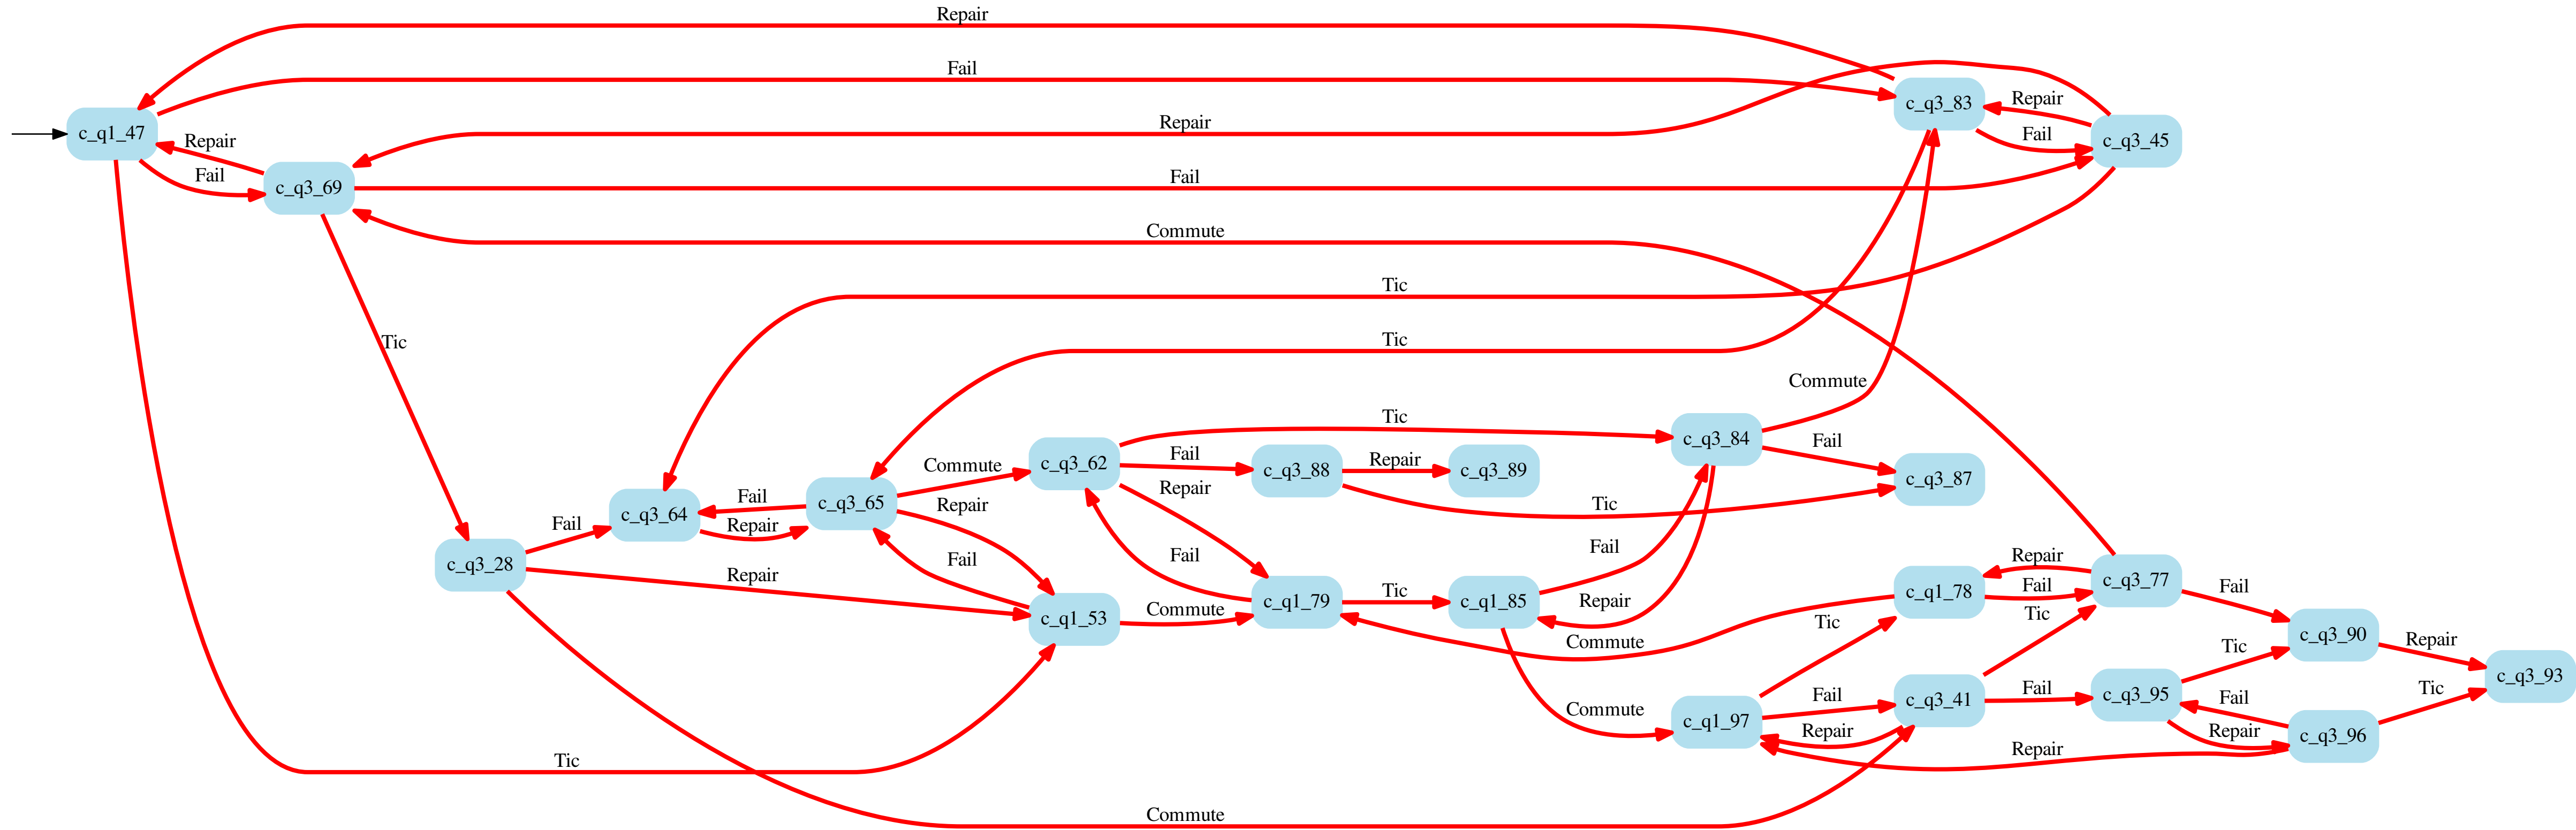 Repair
Fail
c_q3_83
Repair
c_q1_47
Repair
Repair
Fail
c_q3_45
Fail
c_q3_69
Fail
Commute
Tic
Tic
Tic
Commute
Tic
c_q3_84
Fail
c_q3_62
Fail
c_q3_88
Repair
c_q3_89
Commute
c_q3_87
Repair
Tic
c_q3_65
Repair
Fail
c_q3_64
Repair
Fail
c_q3_28
Repair
Fail
Fail
Fail
Repair
c_q3_77
Fail
c_q1_78
Fail
Tic
c_q1_79
Tic
c_q1_85
Repair
Commute
c_q1_53
Tic
Tic
Commute
c_q3_90
Tic
Repair
c_q3_93
Commute
Fail
c_q3_41
Fail
c_q3_95
Fail
Tic
c_q1_97
Repair
Repair
c_q3_96
Repair
Tic
Commute